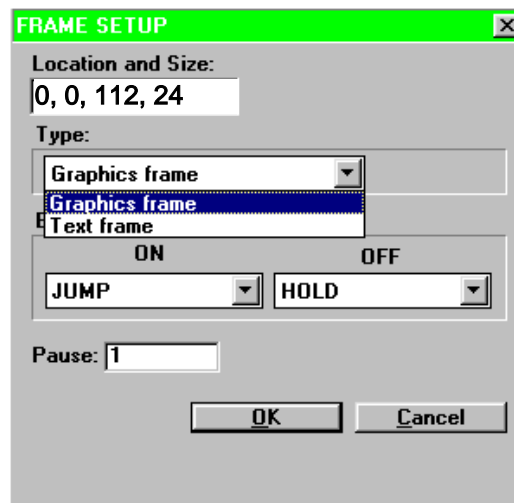 FRAME SETUP
Location and Size:
0, 0, 112, 24
Type:
Graphics frame
Graphics frame
Text frame
ON OFF
JUMP HOLD
Pause: 1
OK Cancel